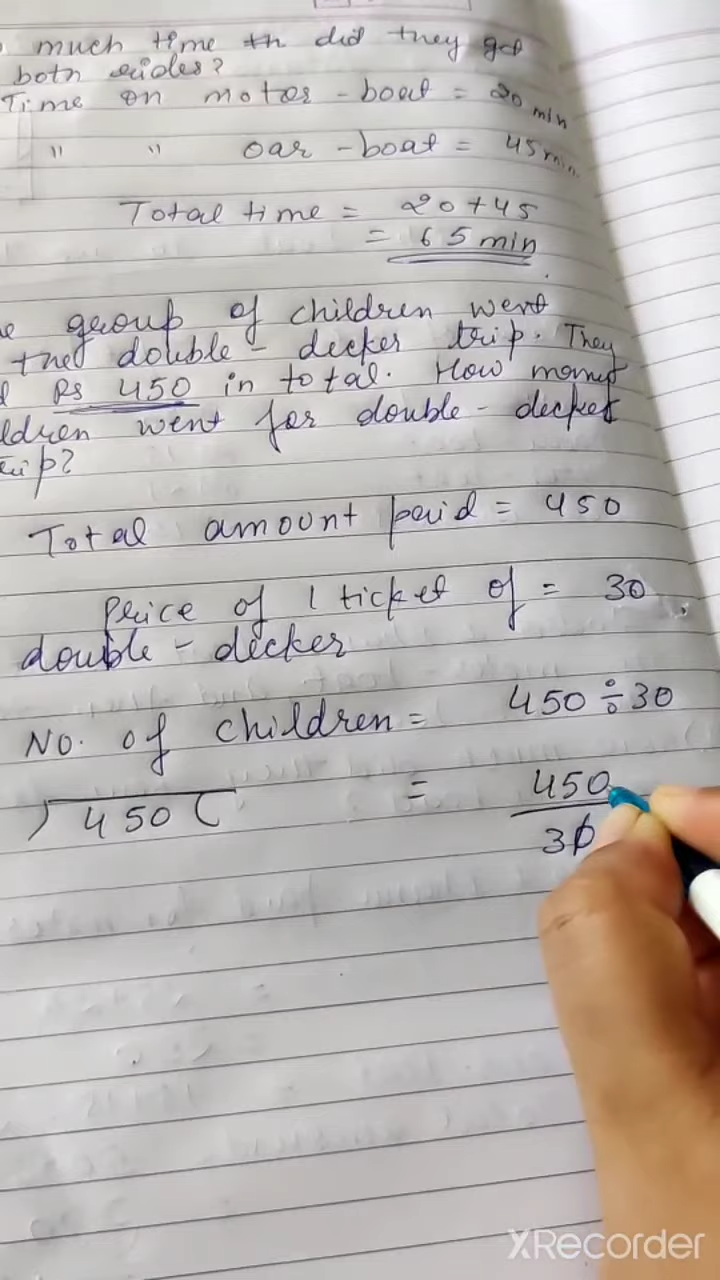 much time th did they get
both rides?
Time on motor - boat = 20 min
" " oar - boat = 45 min
Total time = 20 + 45
= 65 min
group of children went
the double - decker trip. They
Rs 450 in total. How many
ldren went for double - decker
trip?
Total amount paid = 450
Price of 1 ticket of = 30
double - decker
No. of children = 450 ÷ 30
) 450 ( = 450
30
XRecorder